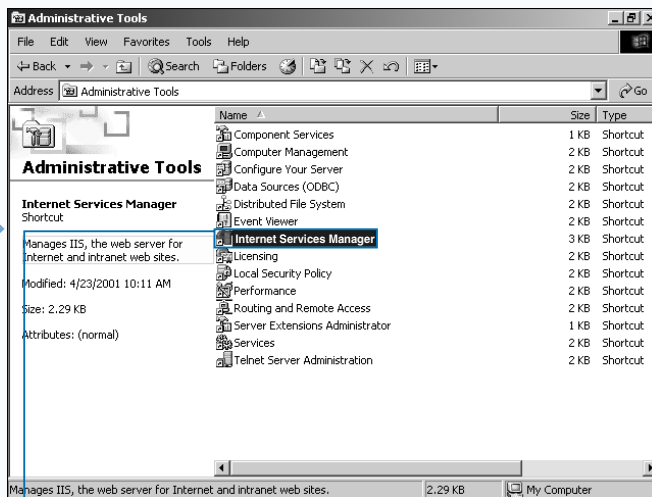 Administrative Tools
File Edit View Favorites Tools Help
Back Search Folders
Address Administrative Tools Go
Administrative Tools
Internet Services Manager
Shortcut
Manages IIS, the web server for
Internet and intranet web sites.
Modified: 4/23/2001 10:11 AM
Size: 2.29 KB
Attributes: (normal)
Name Size Type
Component Services 1 KB Shortcut
Computer Management 2 KB Shortcut
Configure Your Server 2 KB Shortcut
Data Sources (ODBC) 2 KB Shortcut
Distributed File System 2 KB Shortcut
Event Viewer 2 KB Shortcut
Internet Services Manager 3 KB Shortcut
Licensing 2 KB Shortcut
Local Security Policy 2 KB Shortcut
Performance 2 KB Shortcut
Routing and Remote Access 2 KB Shortcut
Server Extensions Administrator 1 KB Shortcut
Services 2 KB Shortcut
Telnet Server Administration 2 KB Shortcut
Manages IIS, the web server for Internet and intranet web sites. 2.29 KB My Computer